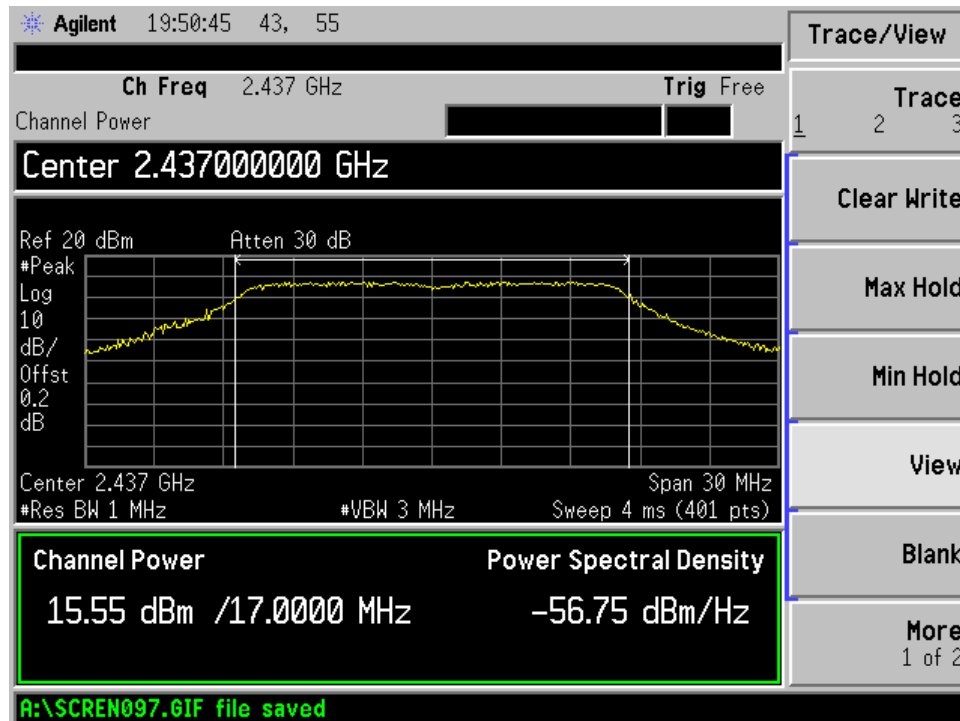 Agilent 19:50:45 43, 55
Trace/View
Ch Freq 2.437 GHz Trig Free
Channel Power
Center 2.437000000 GHz
Ref 20 dBm Atten 30 dB
#Peak
Log
10
dB/
Offst
0.2
dB
Center 2.437 GHz Span 30 MHz
#Res BW 1 MHz #VBW 3 MHz Sweep 4 ms (401 pts)
Channel Power Power Spectral Density
15.55 dBm /17.0000 MHz -56.75 dBm/Hz
A:\SCREN097.GIF file saved
Trace
1 2 3
Clear Write
Max Hold
Min Hold
View
Blank
More
1 of 2